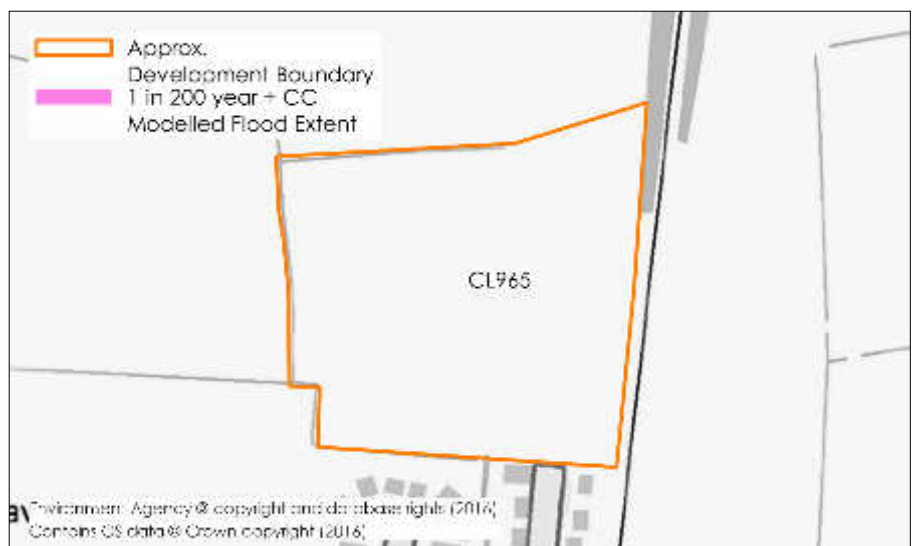 Approx.
Development Boundary
1 in 200 year + CC
Modelled Flood Extent
CL965
Environment Agency © copyright and database rights (2016)
Contains OS data © Crown copyright (2016)